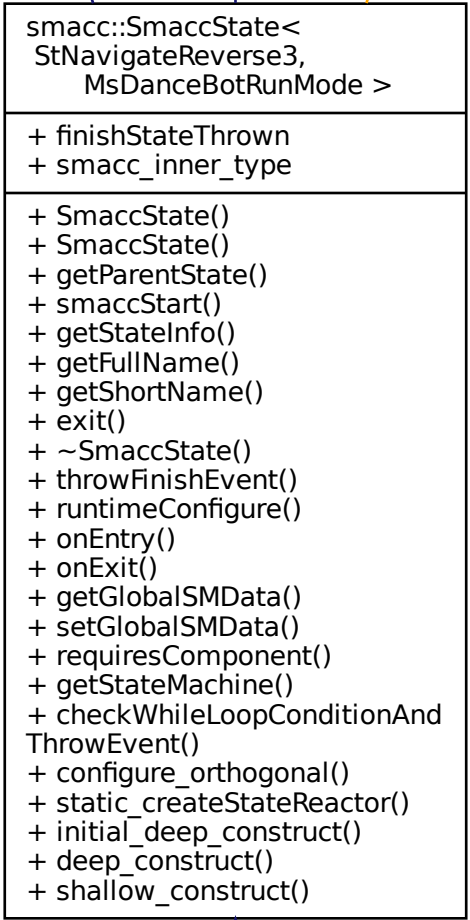 smacc::SmaccState<
StNavigateReverse3,
MsDanceBotRunMode >
+ finishStateThrown
+ smacc_inner_type
+ SmaccState()
+ SmaccState()
+ getParentState()
+ smaccStart()
+ getStateInfo()
+ getFullName()
+ getShortName()
+ exit()
+ ~SmaccState()
+ throwFinishEvent()
+ runtimeConfigure()
+ onEntry()
+ onExit()
+ getGlobalSMData()
+ setGlobalSMData()
+ requiresComponent()
+ getStateMachine()
+ checkWhileLoopConditionAnd
ThrowEvent()
+ configure_orthogonal()
+ static_createStateReactor()
+ initial_deep_construct()
+ deep_construct()
+ shallow_construct()